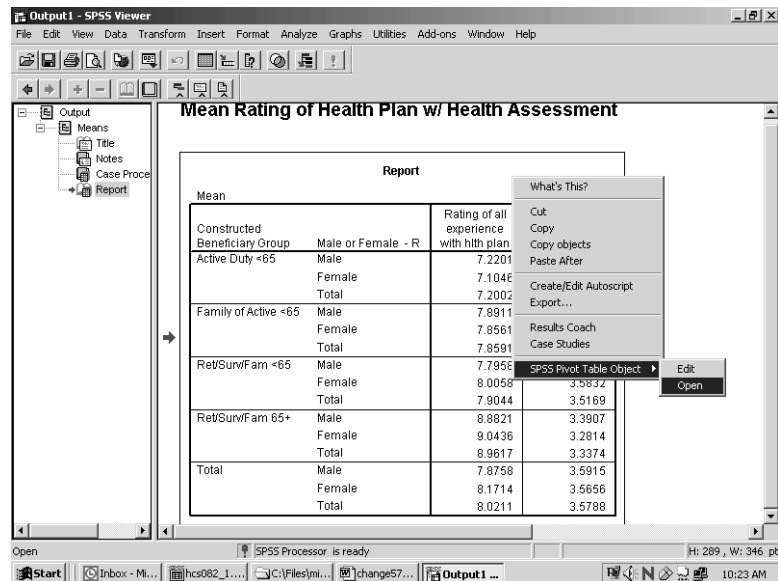 Output1 - SPSS Viewer
File Edit View Data Transform Insert Format Analyze Graphs Utilities Add-ons Window Help
Output
Means
Title
Notes
Case Proce
Report
Mean Rating of Health Plan w/ Health Assessment
Report
Mean
Constructed Beneficiary Group Male or Female - R Rating of all experience with hlth plan
Active Duty <65 Male 7.2201
Female 7.1046
Total 7.2002
Family of Active <65 Male 7.8911
Female 7.8561
Total 7.8591
Ret/Surv/Fam <65 Male 7.7958
Female 8.0058 3.5832
Total 7.9044 3.5169
Ret/Surv/Fam 65+ Male 8.8821 3.3907
Female 9.0436 3.2814
Total 8.9617 3.3374
Total Male 7.8758 3.5915
Female 8.1714 3.5656
Total 8.0211 3.5788
What's This?
Cut
Copy
Copy objects
Paste After
Create/Edit Autoscript
Export...
Results Coach
Case Studies
SPSS Pivot Table Object
Edit
Open
Open SPSS Processor is ready H: 289 , W: 346 pt
Start Inbox - Mi... hcs082_1.... C:\Files\mi... change57... Output1 ... 10:23 AM